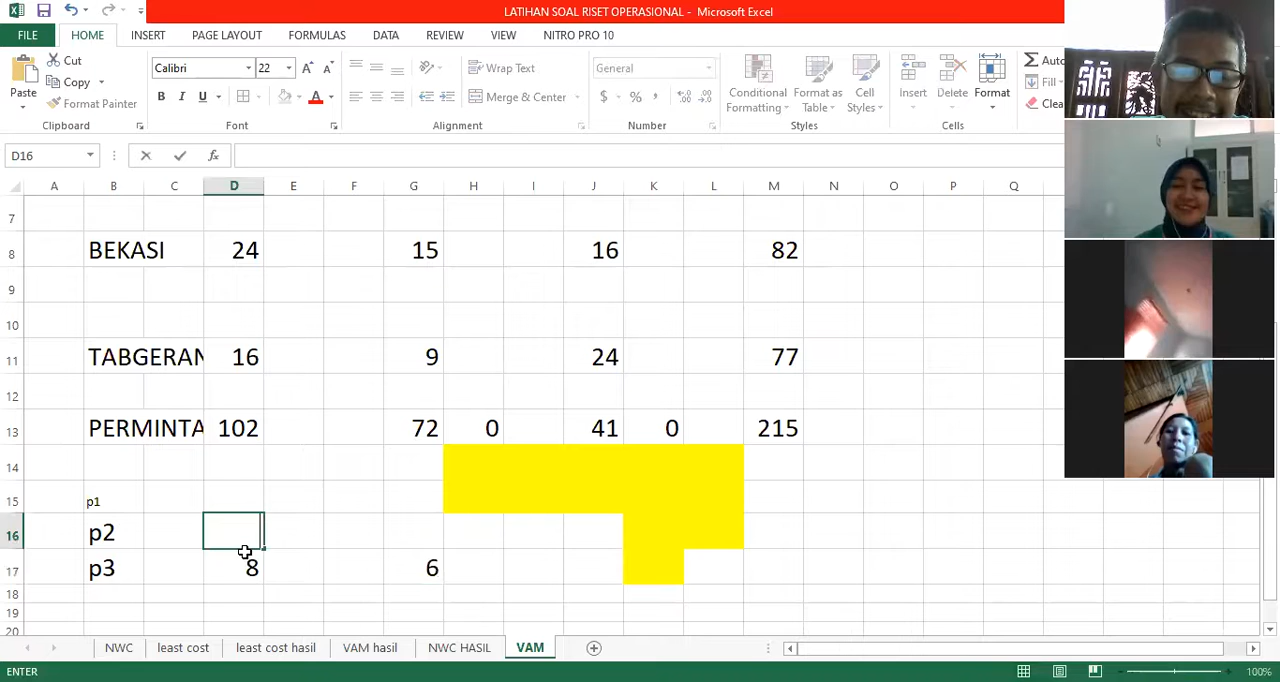 LATIHAN SOAL RISET OPERASIONAL - Microsoft Excel
FILE HOME INSERT PAGE LAYOUT FORMULAS DATA REVIEW VIEW NITRO PRO 10
Paste
Cut
Copy
Format Painter
Calibri 22
B I U
Wrap Text
Merge & Center
General
$ %
Conditional Formatting
Format as Table
Cell Styles
Insert Delete Format
Auto
Fill
Clea
Clipboard Font Alignment Number Styles Cells
D16 fx
A B C D E F G H I J K L M N O P Q
7
8 BEKASI 24 15 16 82
9
10
11 TABGERAN 16 9 24 77
12
13 PERMINTA 102 72 0 41 0 215
14
15 p1
16 p2
17 p3 8 6
18
19
20
NWC least cost least cost hasil VAM hasil NWC HASIL VAM
ENTER 100%